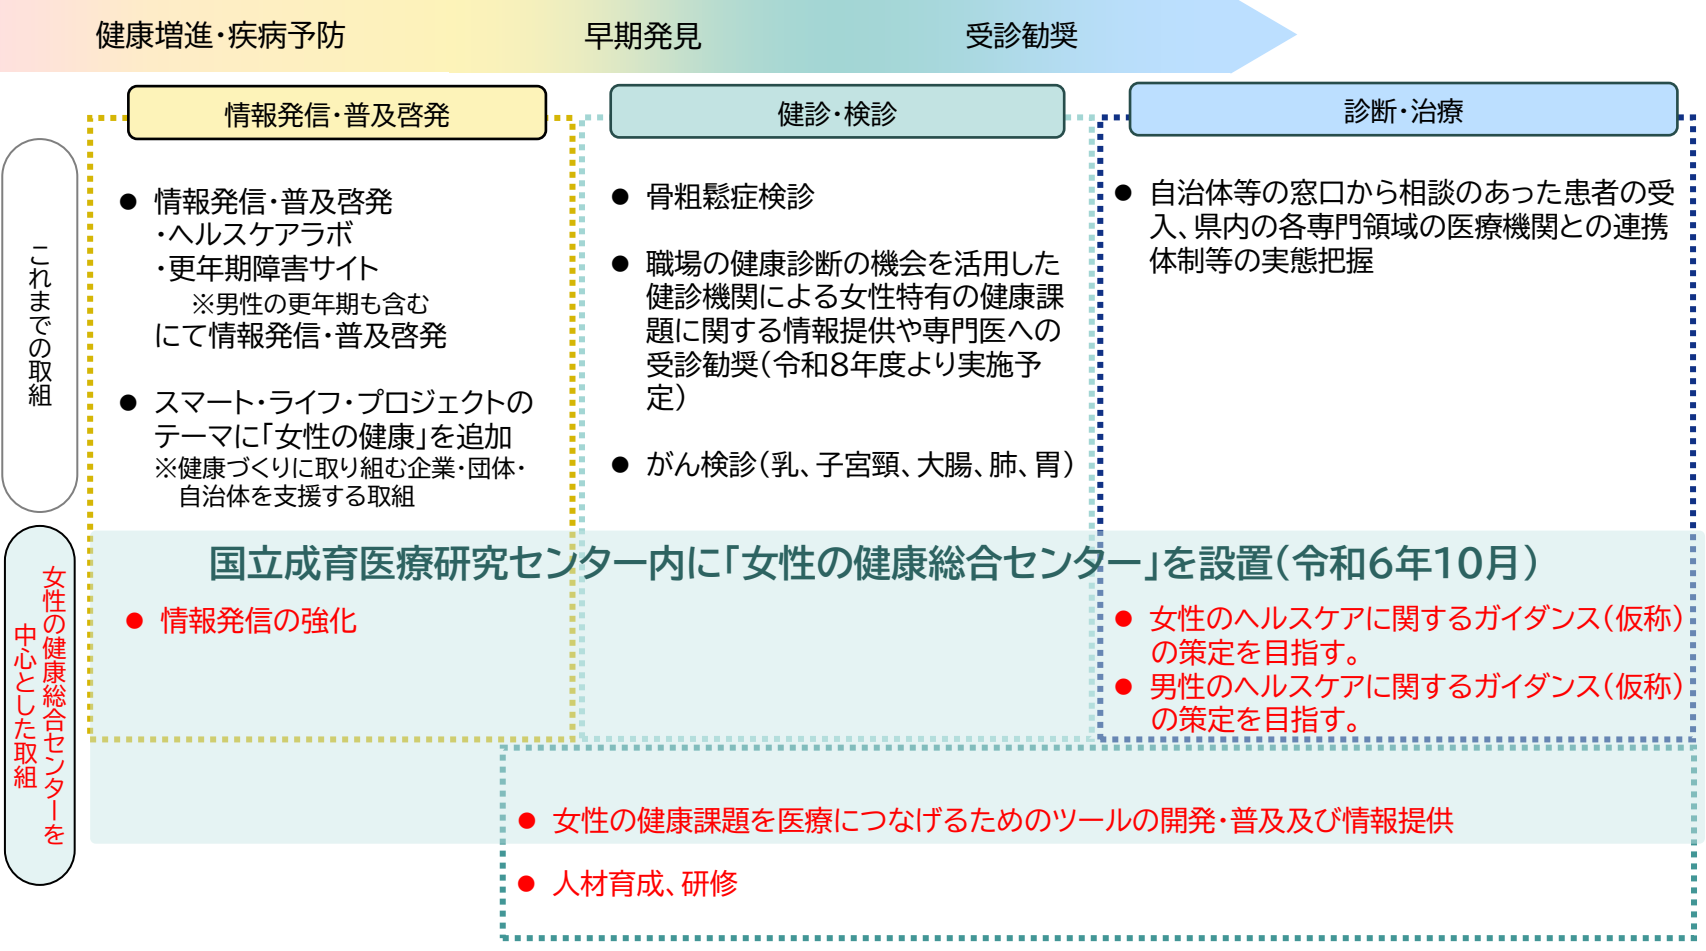 健康増進・疾病予防
早期発見
受診勧奨
情報発信・普及啓発
健診・検診
診断・治療
これまでの取組
● 情報発信・普及啓発
・ヘルスケアラボ
・更年期障害サイト
※男性の更年期も含む
にて情報発信・普及啓発
● スマート・ライフ・プロジェクトの
テーマに「女性の健康」を追加
※健康づくりに取り組む企業・団体・
自治体を支援する取組
● 骨粗鬆症検診
● 職場の健康診断の機会を活用した
健診機関による女性特有の健康課
題に関する情報提供や専門医への
受診勧奨（令和８年度より実施予
定）
● がん検診（乳、子宮頸、大腸、肺、胃）
● 自治体等の窓口から相談のあった患者の受
入、県内の各専門領域の医療機関との連携
体制等の実態把握
女性の健康総合センターを
中心とした取組
国立成育医療研究センター内に「女性の健康総合センター」を設置（令和6年10月）
● 情報発信の強化
● 女性のヘルスケアに関するガイダンス（仮称）
の策定を目指す。
● 男性のヘルスケアに関するガイダンス（仮称）
の策定を目指す。
● 女性の健康課題を医療につなげるためのツールの開発・普及及び情報提供
● 人材育成、研修